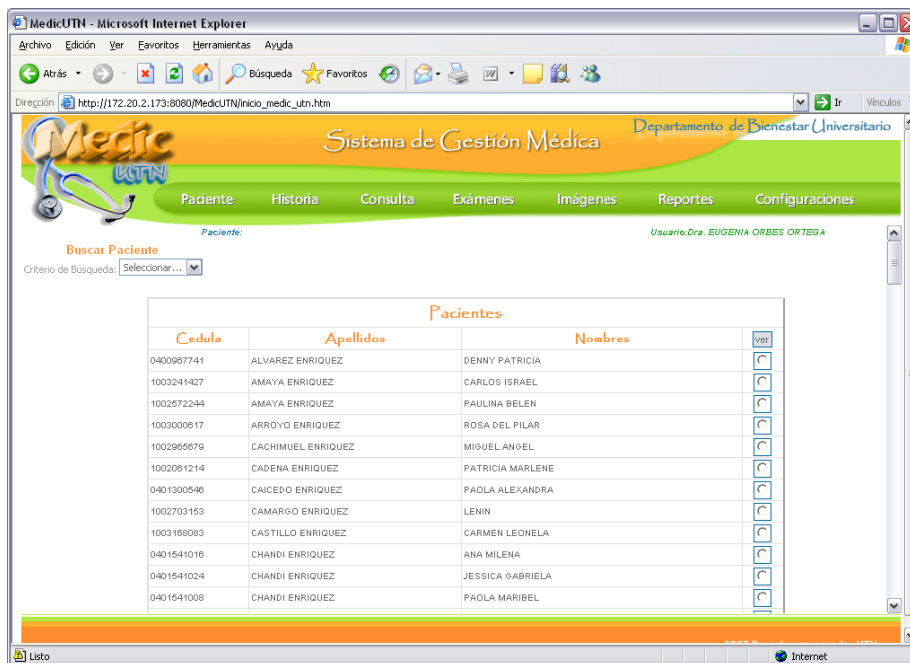 MedicUTN - Microsoft Internet Explorer
Archivo Edición Ver Favoritos Herramientas Ayuda
Atrás Búsqueda Favoritos
Dirección http://172.20.2.173:8080/MedicUTN/inicio_medic_utn.htm Ir Vínculos
Medic UTN
Sistema de Gestión Médica
Departamento de Bienestar Universitario
Paciente Historia Consulta Exámenes Imágenes Reportes Configuraciones
Paciente: Usuario:Dra. EUGENIA ORBES ORTEGA
Buscar Paciente
Criterio de Búsqueda: Seleccionar...
Pacientes
Cedula Apellidos Nombres ver
0400967741 ALVAREZ ENRIQUEZ DENNY PATRICIA
1003241427 AMAYA ENRIQUEZ CARLOS ISRAEL
1002572244 AMAYA ENRIQUEZ PAULINA BELEN
1003000617 ARROYO ENRIQUEZ ROSA DEL PILAR
1002965679 CACHIMUEL ENRIQUEZ MIGUEL ANGEL
1002061214 CADENA ENRIQUEZ PATRICIA MARLENE
0401300546 CAICEDO ENRIQUEZ PAOLA ALEXANDRA
1002703153 CAMARGO ENRIQUEZ LENIN
1003168083 CASTILLO ENRIQUEZ CARMEN LEONELA
0401541016 CHANDI ENRIQUEZ ANA MILENA
0401541024 CHANDI ENRIQUEZ JESSICA GABRIELA
0401541008 CHANDI ENRIQUEZ PAOLA MARIBEL
Listo Internet